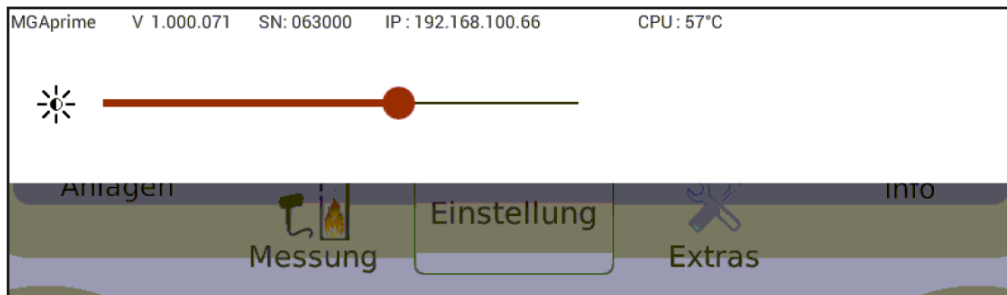 MGAprime V 1.000.071 SN: 063000 IP : 192.168.100.66 CPU : 57°C
Anlagen Info
Einstellung
Messung Extras